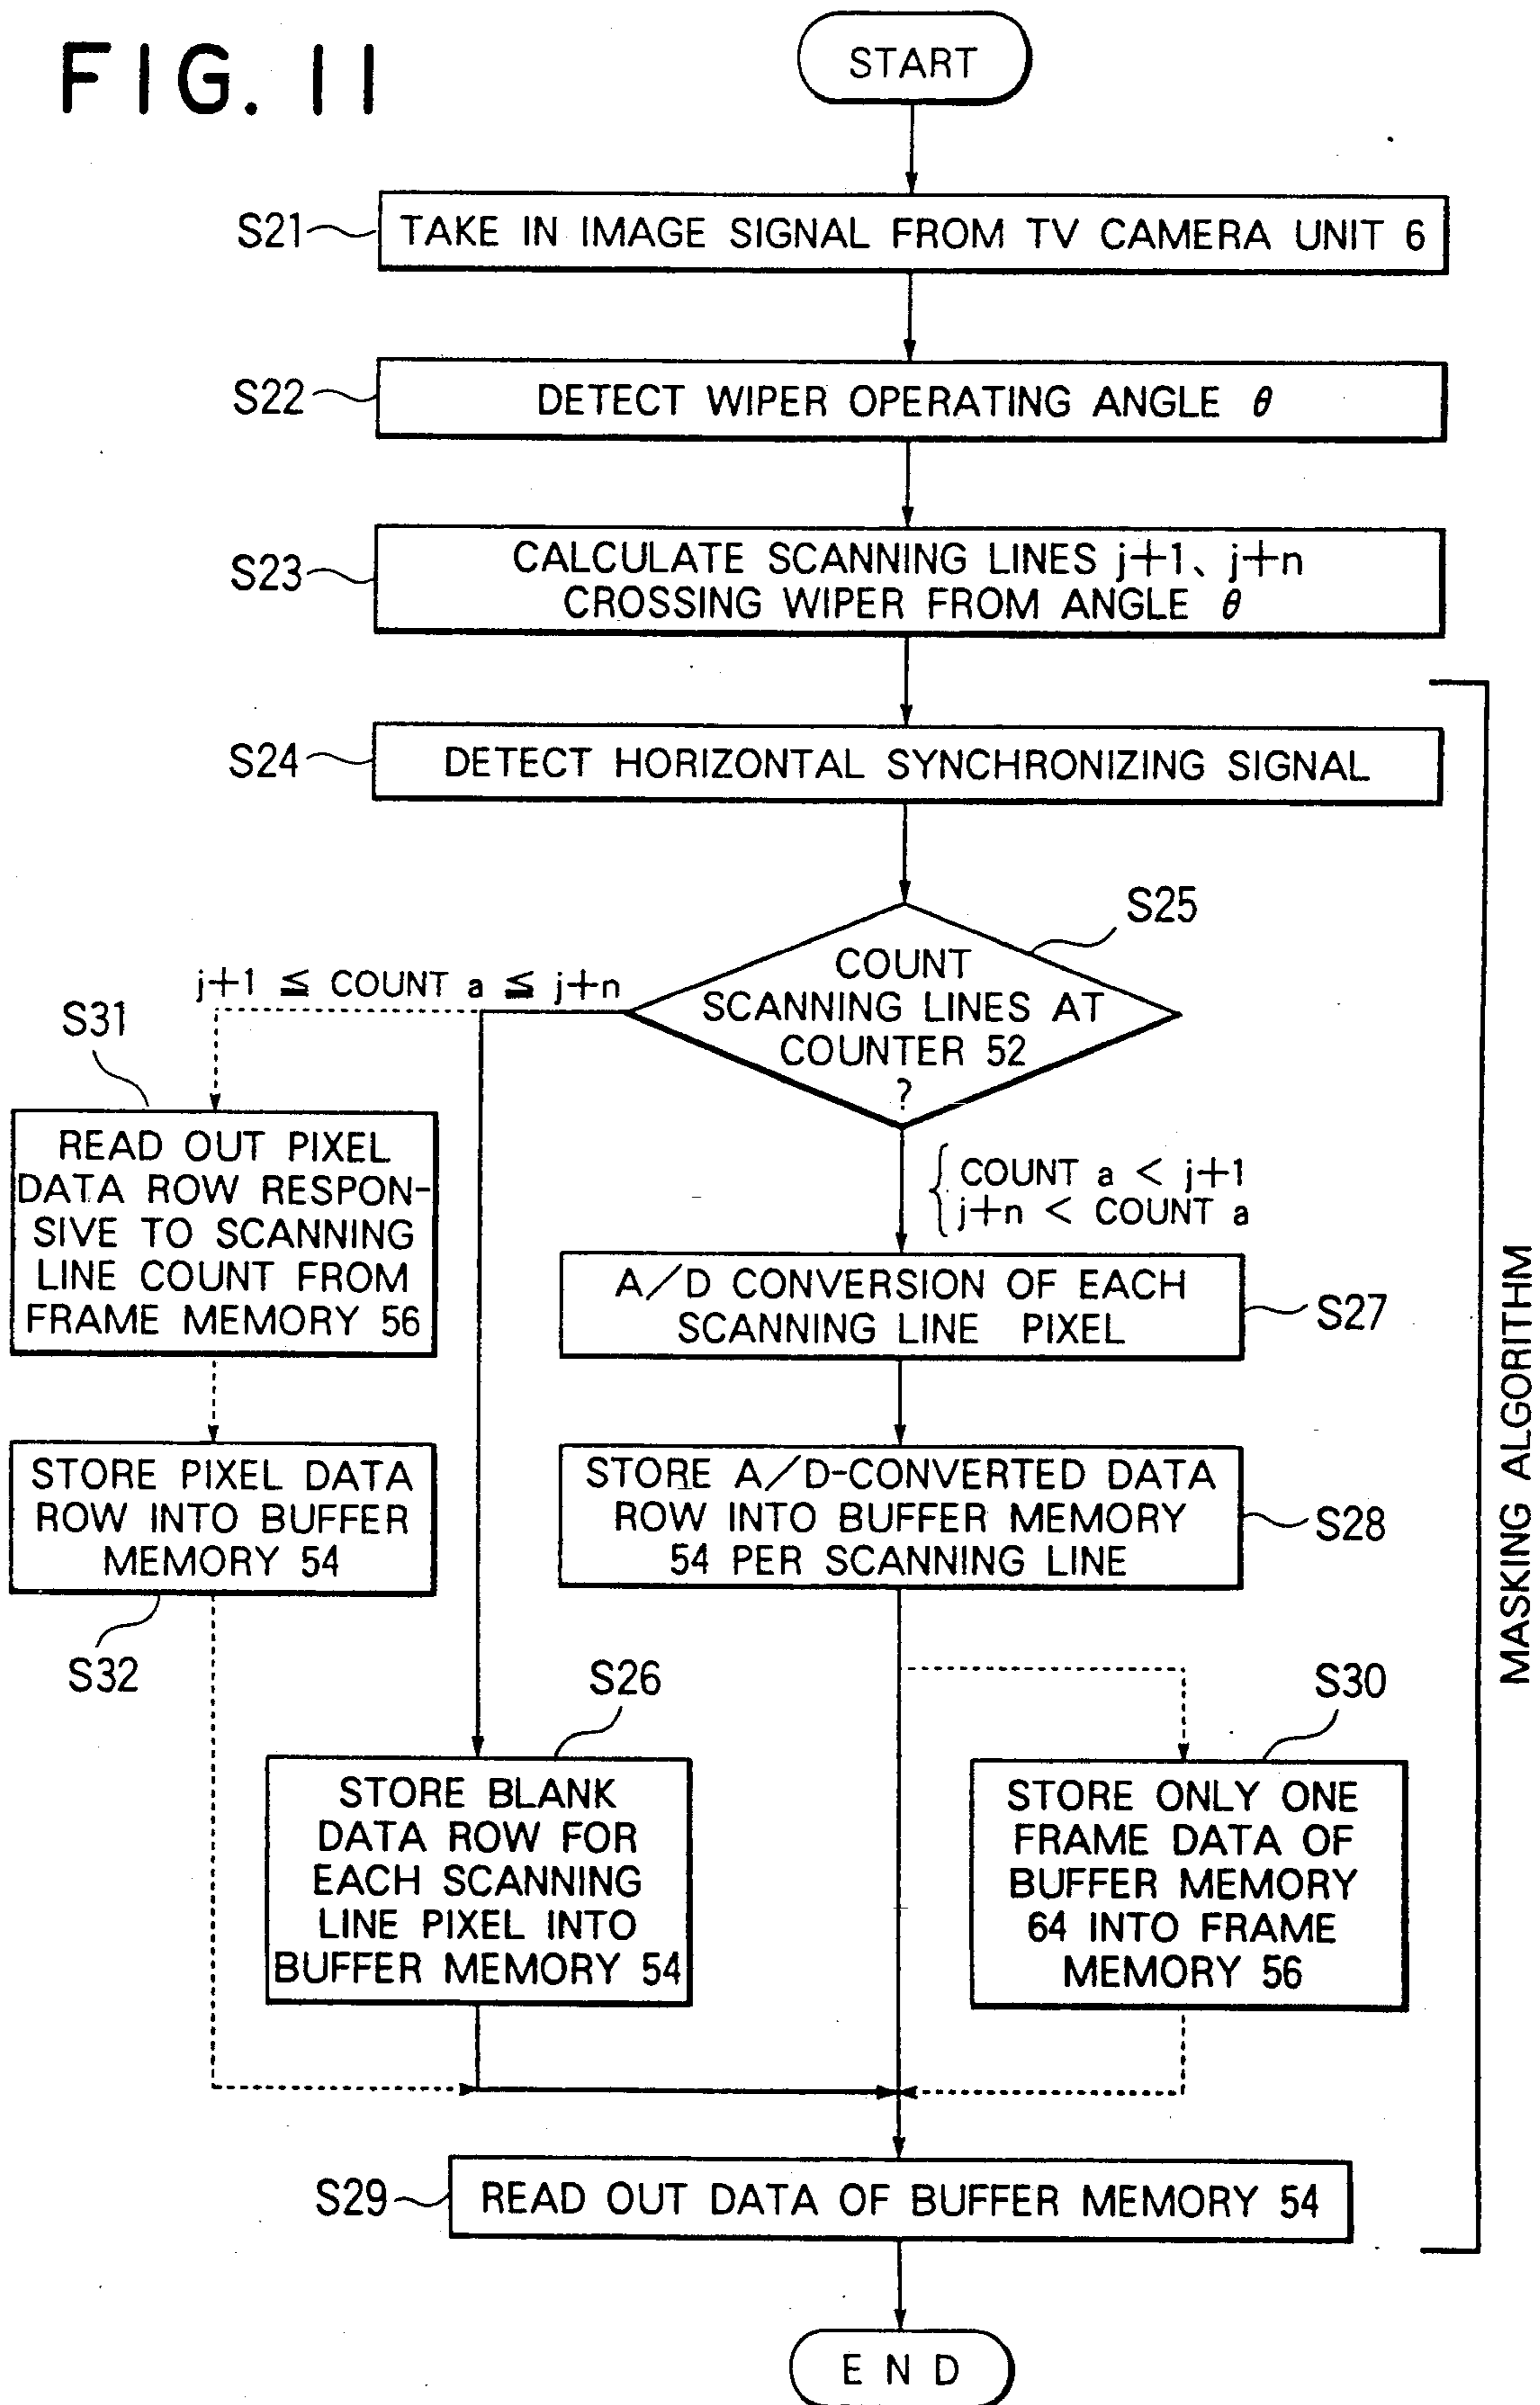 FIG. 11
START
S21
TAKE IN IMAGE SIGNAL FROM TV CAMERA UNIT 6
S22
DETECT WIPER OPERATING ANGLE θ
S23
CALCULATE SCANNING LINES j+1、j+n
CROSSING WIPER FROM ANGLE θ
S24
DETECT HORIZONTAL SYNCHRONIZING SIGNAL
S25
COUNT
SCANNING LINES AT
COUNTER 52
?
j+1 ≦ COUNT a ≦ j+n
S31
READ OUT PIXEL
DATA ROW RESPON-
SIVE TO SCANNING
LINE COUNT FROM
FRAME MEMORY 56
COUNT a < j+1
j+n < COUNT a
A/D CONVERSION OF EACH
SCANNING LINE PIXEL
S27
STORE PIXEL DATA
ROW INTO BUFFER
MEMORY 54
S32
STORE A/D-CONVERTED DATA
ROW INTO BUFFER MEMORY
54 PER SCANNING LINE
S28
S26
STORE BLANK
DATA ROW FOR
EACH SCANNING
LINE PIXEL INTO
BUFFER MEMORY 54
S30
STORE ONLY ONE
FRAME DATA OF
BUFFER MEMORY
64 INTO FRAME
MEMORY 56
S29
READ OUT DATA OF BUFFER MEMORY 54
END
MASKING ALGORITHM